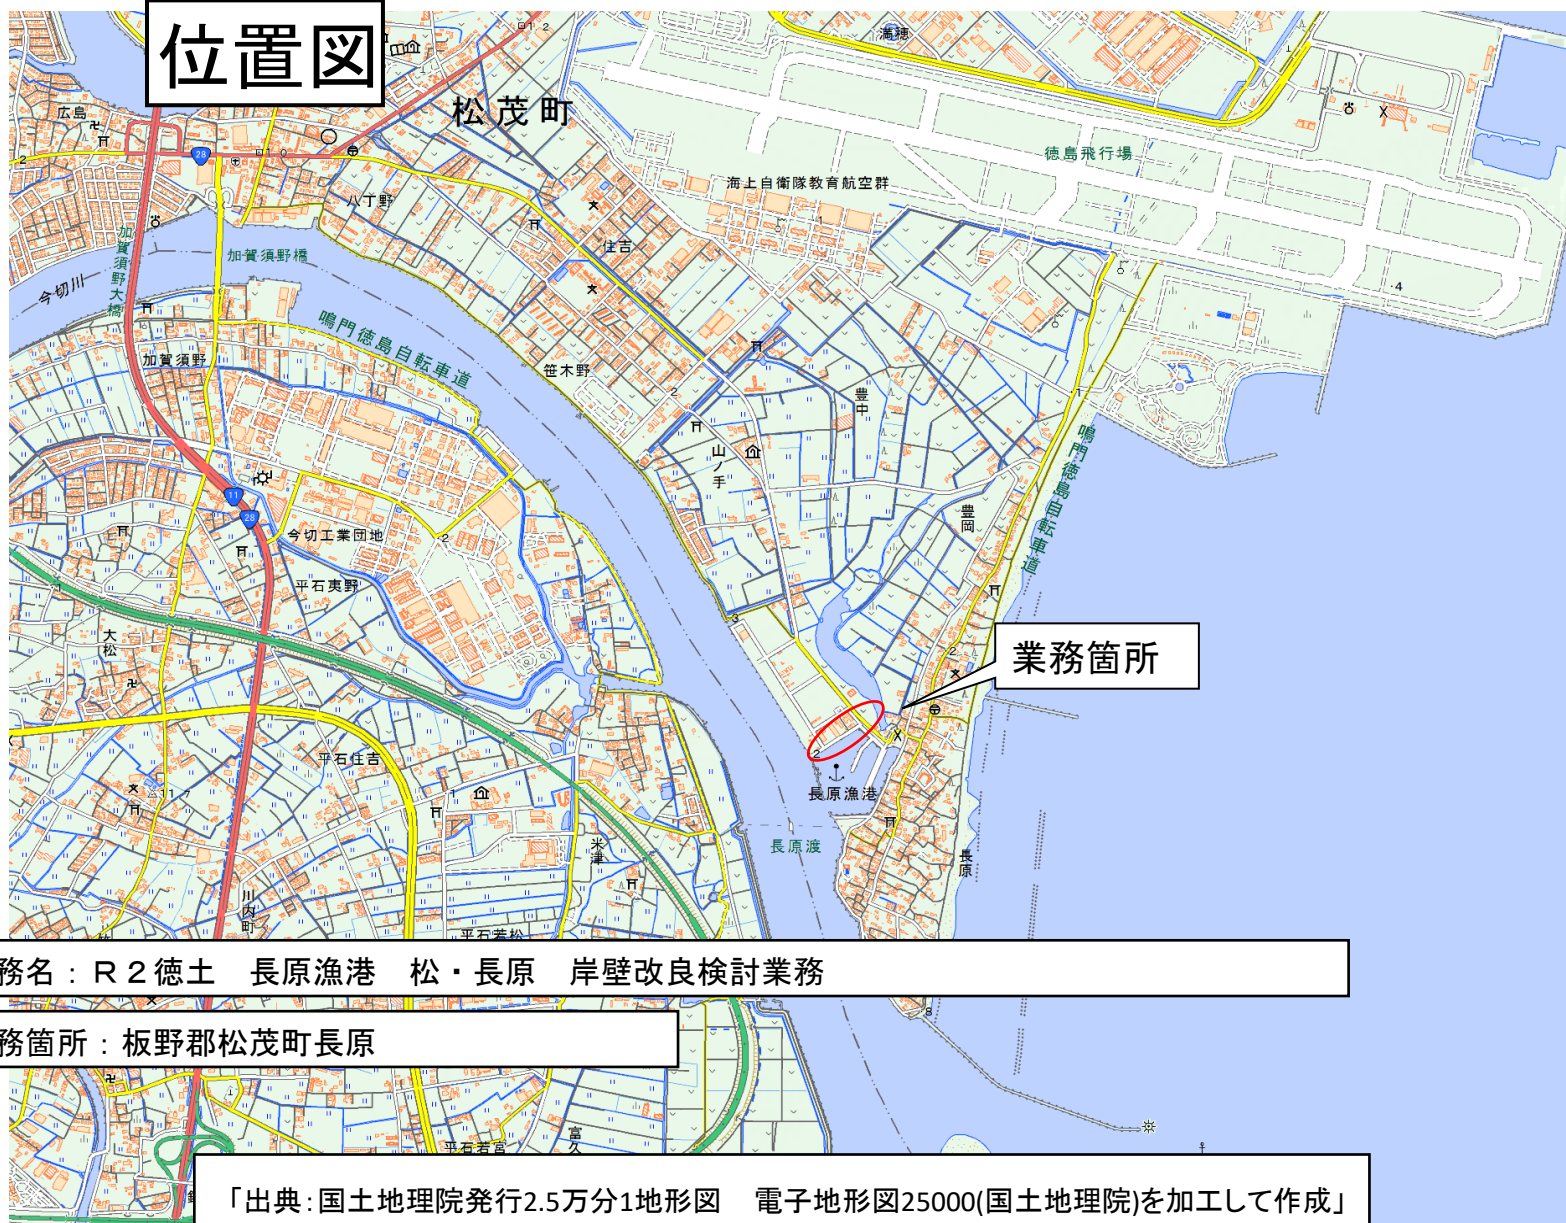 位置図
満穂
広島
松茂町
徳島飛行場
海上自衛隊教育航空群
八丁野
住吉
加賀須野橋
加賀須野大橋
今切川
鳴門徳島自転車道
加賀須野
笹木野
豊中
山ノ手
鳴門徳島自転車道
豊岡
今切工業団地
平石夷野
大松
業務箇所
平石住吉
長原漁港
長原渡
米津
長原
川内町
平石若松
務名：Ｒ２徳土　長原漁港　松・長原　岸壁改良検討業務
務箇所：板野郡松茂町長原
平石若宮
富久
「出典：国土地理院発行2.5万分1地形図　電子地形図25000(国土地理院)を加工して作成」
28
11
28